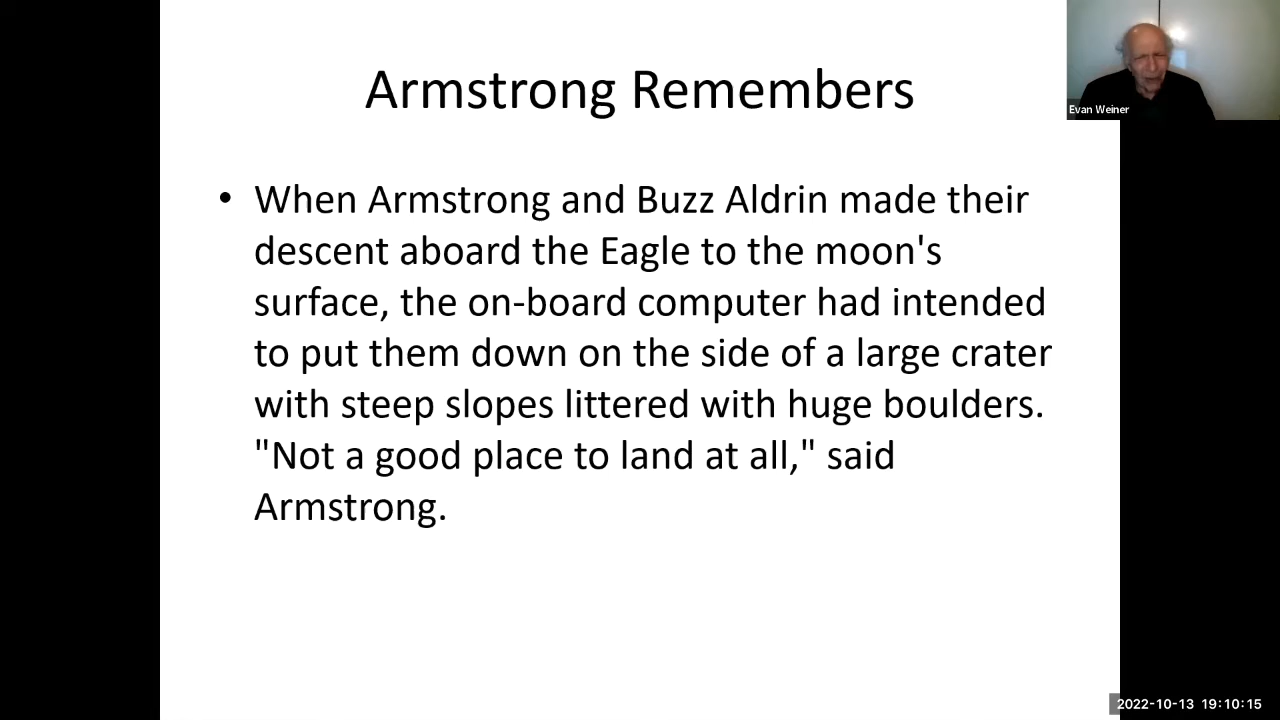 Armstrong Remembers
Evan Weiner
• When Armstrong and Buzz Aldrin made their
descent aboard the Eagle to the moon's
surface, the on-board computer had intended
to put them down on the side of a large crater
with steep slopes littered with huge boulders.
"Not a good place to land at all," said
Armstrong.
2022-10-13 19:10:15